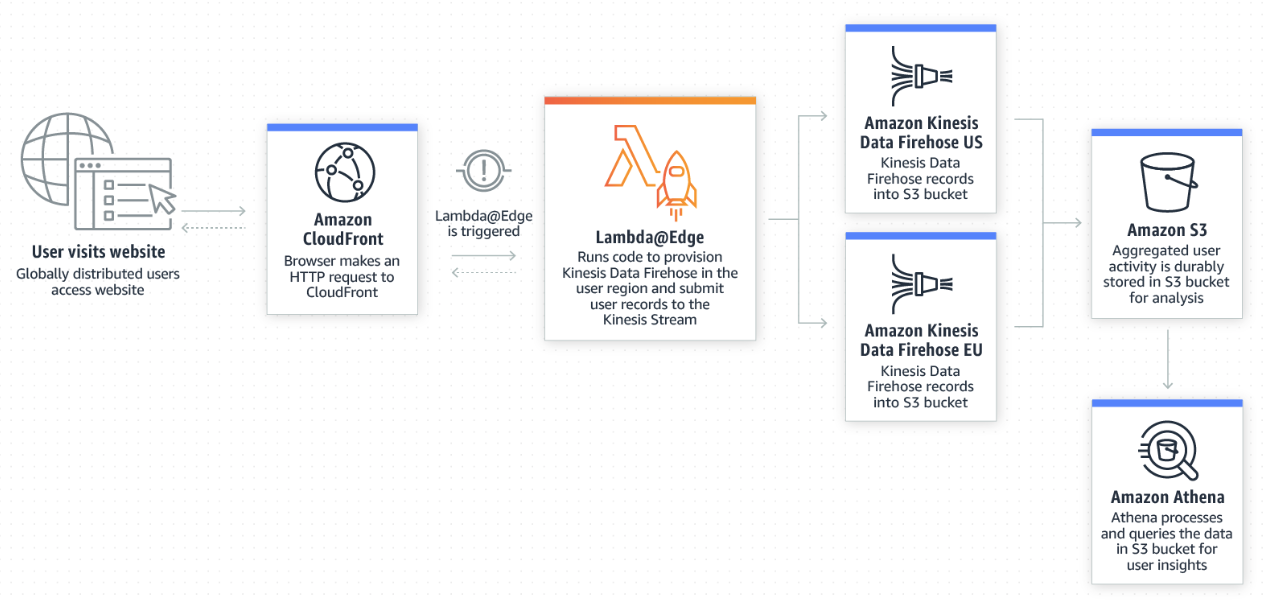 User visits website
Globally distributed users
access website
Amazon
CloudFront
Browser makes an
HTTP request to
CloudFront
Lambda@Edge
is triggered
Lambda@Edge
Runs code to provision
Kinesis Data Firehose in the
user region and submit
user records to the
Kinesis Stream
Amazon Kinesis
Data Firehose US
Kinesis Data
Firehose records
into S3 bucket
Amazon Kinesis
Data Firehose EU
Kinesis Data
Firehose records
into S3 bucket
Amazon S3
Aggregated user
activity is durably
stored in S3 bucket
for analysis
Amazon Athena
Athena processes
and queries the data
in S3 bucket for
user insights